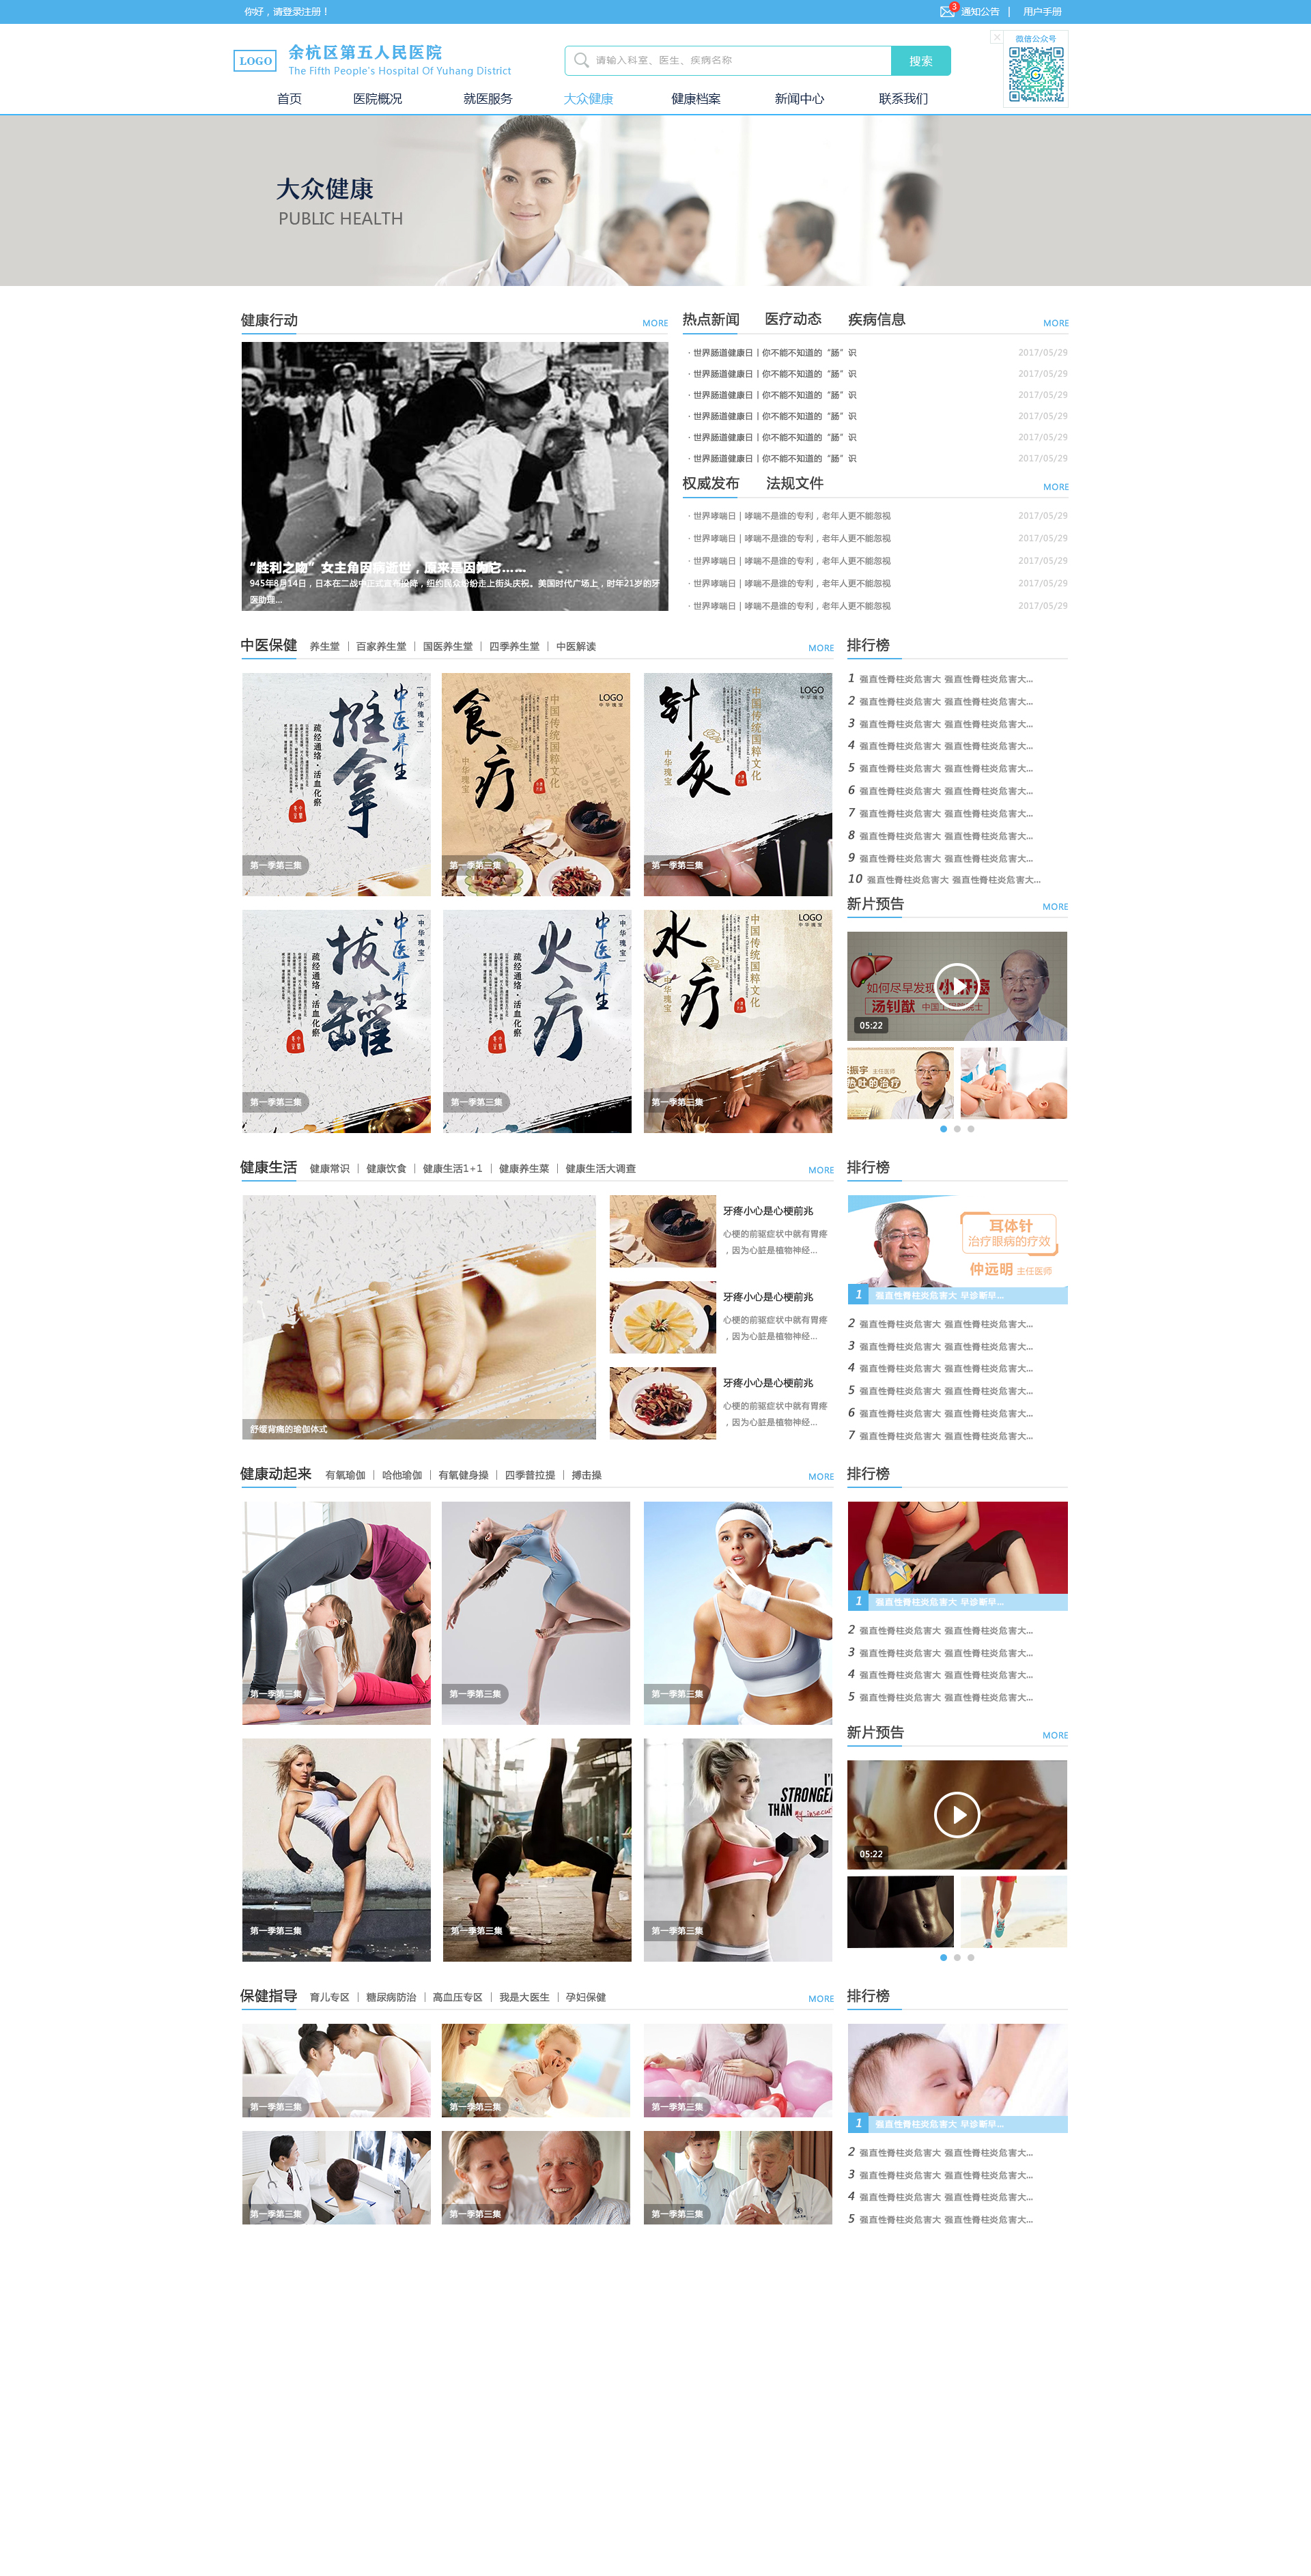 你好，请登录注册！
3 通知公告 | 用户手册
LOGO
余杭区第五人民医院
The Fifth People's Hospital Of Yuhang District
请输入科室、医生、疾病名称
搜索
微信公众号
首页 医院概况 就医服务 大众健康 健康档案 新闻中心 联系我们
大众健康
PUBLIC HEALTH
健康行动 MORE
“胜利之吻”女主角因病逝世，原来是因为它……
945年8月14日，日本在二战中正式宣布投降，纽约民众纷纷走上街头庆祝。美国时代广场上，时年21岁的牙
医助理...
热点新闻 医疗动态 疾病信息 MORE
· 世界肠道健康日丨你不能不知道的“肠”识 2017/05/29
· 世界肠道健康日丨你不能不知道的“肠”识 2017/05/29
· 世界肠道健康日丨你不能不知道的“肠”识 2017/05/29
· 世界肠道健康日丨你不能不知道的“肠”识 2017/05/29
· 世界肠道健康日丨你不能不知道的“肠”识 2017/05/29
· 世界肠道健康日丨你不能不知道的“肠”识 2017/05/29
权威发布 法规文件 MORE
· 世界哮喘日 | 哮喘不是谁的专利，老年人更不能忽视 2017/05/29
· 世界哮喘日 | 哮喘不是谁的专利，老年人更不能忽视 2017/05/29
· 世界哮喘日 | 哮喘不是谁的专利，老年人更不能忽视 2017/05/29
· 世界哮喘日 | 哮喘不是谁的专利，老年人更不能忽视 2017/05/29
· 世界哮喘日 | 哮喘不是谁的专利，老年人更不能忽视 2017/05/29
中医保健 养生堂 | 百家养生堂 | 国医养生堂 | 四季养生堂 | 中医解读 MORE
中华瑰宝
中医养生
推拿
疏经通络·活血化瘀
第一季第三集
LOGO
中华瑰宝
中国传统国粹文化
食疗
中华瑰宝
第一季第三集
LOGO
中华瑰宝
中国传统国粹文化
针灸
中华瑰宝
第一季第三集
中华瑰宝
中医养生
拔罐
疏经通络·活血化瘀
第一季第三集
中华瑰宝
中医养生
火疗
疏经通络·活血化瘀
第一季第三集
LOGO
中华瑰宝
中国传统国粹文化
水疗
中华瑰宝
第一季第三集
排行榜
1 强直性脊柱炎危害大 强直性脊柱炎危害大...
2 强直性脊柱炎危害大 强直性脊柱炎危害大...
3 强直性脊柱炎危害大 强直性脊柱炎危害大...
4 强直性脊柱炎危害大 强直性脊柱炎危害大...
5 强直性脊柱炎危害大 强直性脊柱炎危害大...
6 强直性脊柱炎危害大 强直性脊柱炎危害大...
7 强直性脊柱炎危害大 强直性脊柱炎危害大...
8 强直性脊柱炎危害大 强直性脊柱炎危害大...
9 强直性脊柱炎危害大 强直性脊柱炎危害大...
10 强直性脊柱炎危害大 强直性脊柱炎危害大...
新片预告 MORE
如何尽早发现小肝癌
汤钊猷 中国工程院院士
05:22
振宇 主任医师
的治疗
健康生活 健康常识 | 健康饮食 | 健康生活1+1 | 健康养生菜 | 健康生活大调查 MORE
舒缓背痛的瑜伽体式
牙疼小心是心梗前兆
心梗的前驱症状中就有胃疼
，因为心脏是植物神经...
牙疼小心是心梗前兆
心梗的前驱症状中就有胃疼
，因为心脏是植物神经...
牙疼小心是心梗前兆
心梗的前驱症状中就有胃疼
，因为心脏是植物神经...
排行榜
耳体针
治疗眼病的疗效
仲远明 主任医师
1 强直性脊柱炎危害大 早诊断早...
2 强直性脊柱炎危害大 强直性脊柱炎危害大...
3 强直性脊柱炎危害大 强直性脊柱炎危害大...
4 强直性脊柱炎危害大 强直性脊柱炎危害大...
5 强直性脊柱炎危害大 强直性脊柱炎危害大...
6 强直性脊柱炎危害大 强直性脊柱炎危害大...
7 强直性脊柱炎危害大 强直性脊柱炎危害大...
健康动起来 有氧瑜伽 | 哈他瑜伽 | 有氧健身操 | 四季普拉提 | 搏击操 MORE
第一季第三集
第一季第三集
第一季第三集
第一季第三集
第一季第三集
I'
STRONGER
THAN my insecur
第一季第三集
排行榜
1 强直性脊柱炎危害大 早诊断早...
2 强直性脊柱炎危害大 强直性脊柱炎危害大...
3 强直性脊柱炎危害大 强直性脊柱炎危害大...
4 强直性脊柱炎危害大 强直性脊柱炎危害大...
5 强直性脊柱炎危害大 强直性脊柱炎危害大...
新片预告 MORE
05:22
保健指导 育儿专区 | 糖尿病防治 | 高血压专区 | 我是大医生 | 孕妇保健 MORE
第一季第三集
第一季第三集
第一季第三集
第一季第三集
第一季第三集
第一季第三集
排行榜
1 强直性脊柱炎危害大 早诊断早...
2 强直性脊柱炎危害大 强直性脊柱炎危害大...
3 强直性脊柱炎危害大 强直性脊柱炎危害大...
4 强直性脊柱炎危害大 强直性脊柱炎危害大...
5 强直性脊柱炎危害大 强直性脊柱炎危害大...